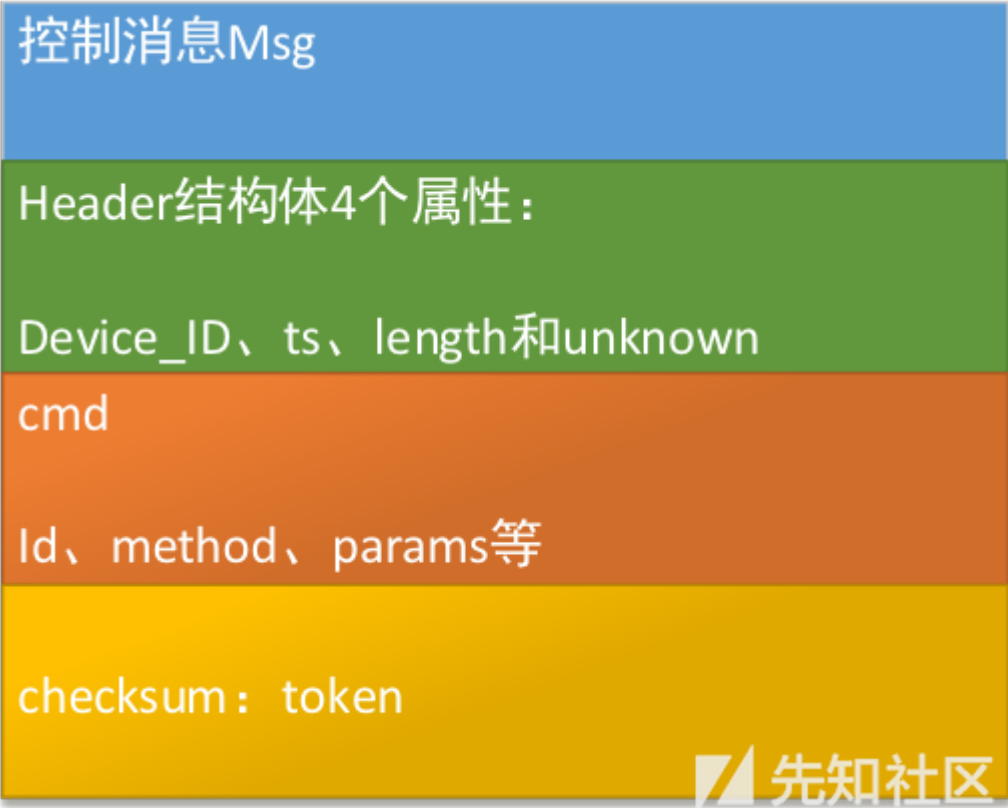 控制消息Msg
Header结构体4个属性：
Device_ID、ts、length和unknown
cmd
Id、method、params等
checksum：token
先知社区